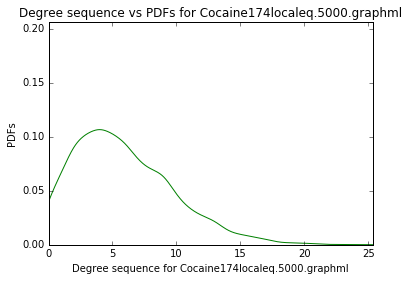 Degree sequence vs PDFs for Cocaine174localeq.5000.graphml
0.20
0.15
0.10
0.05
0.00
PDFs
0 5 10 15 20 25
Degree sequence for Cocaine174localeq.5000.graphml